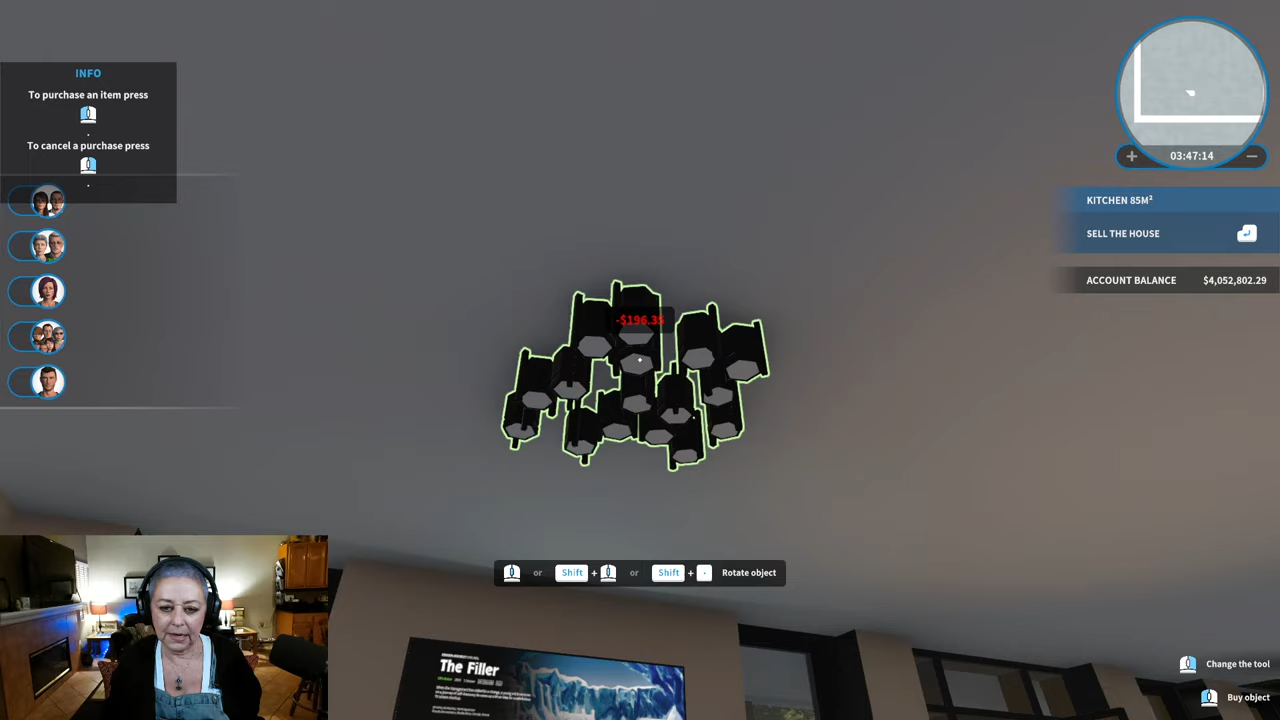 INFO
To purchase an item press
.
To cancel a purchase press
.
03:47:14
KITCHEN 85M²
SELL THE HOUSE
ACCOUNT BALANCE $4,052,802.29
-$196.35
or Shift + or Shift + . Rotate object
The Filler
Change the tool
Buy object